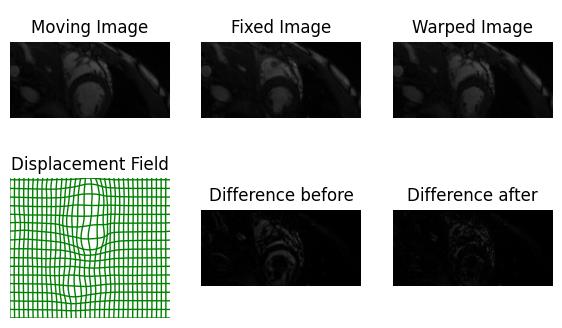 Moving Image
Fixed Image
Warped Image
Displacement Field
Difference before
Difference after